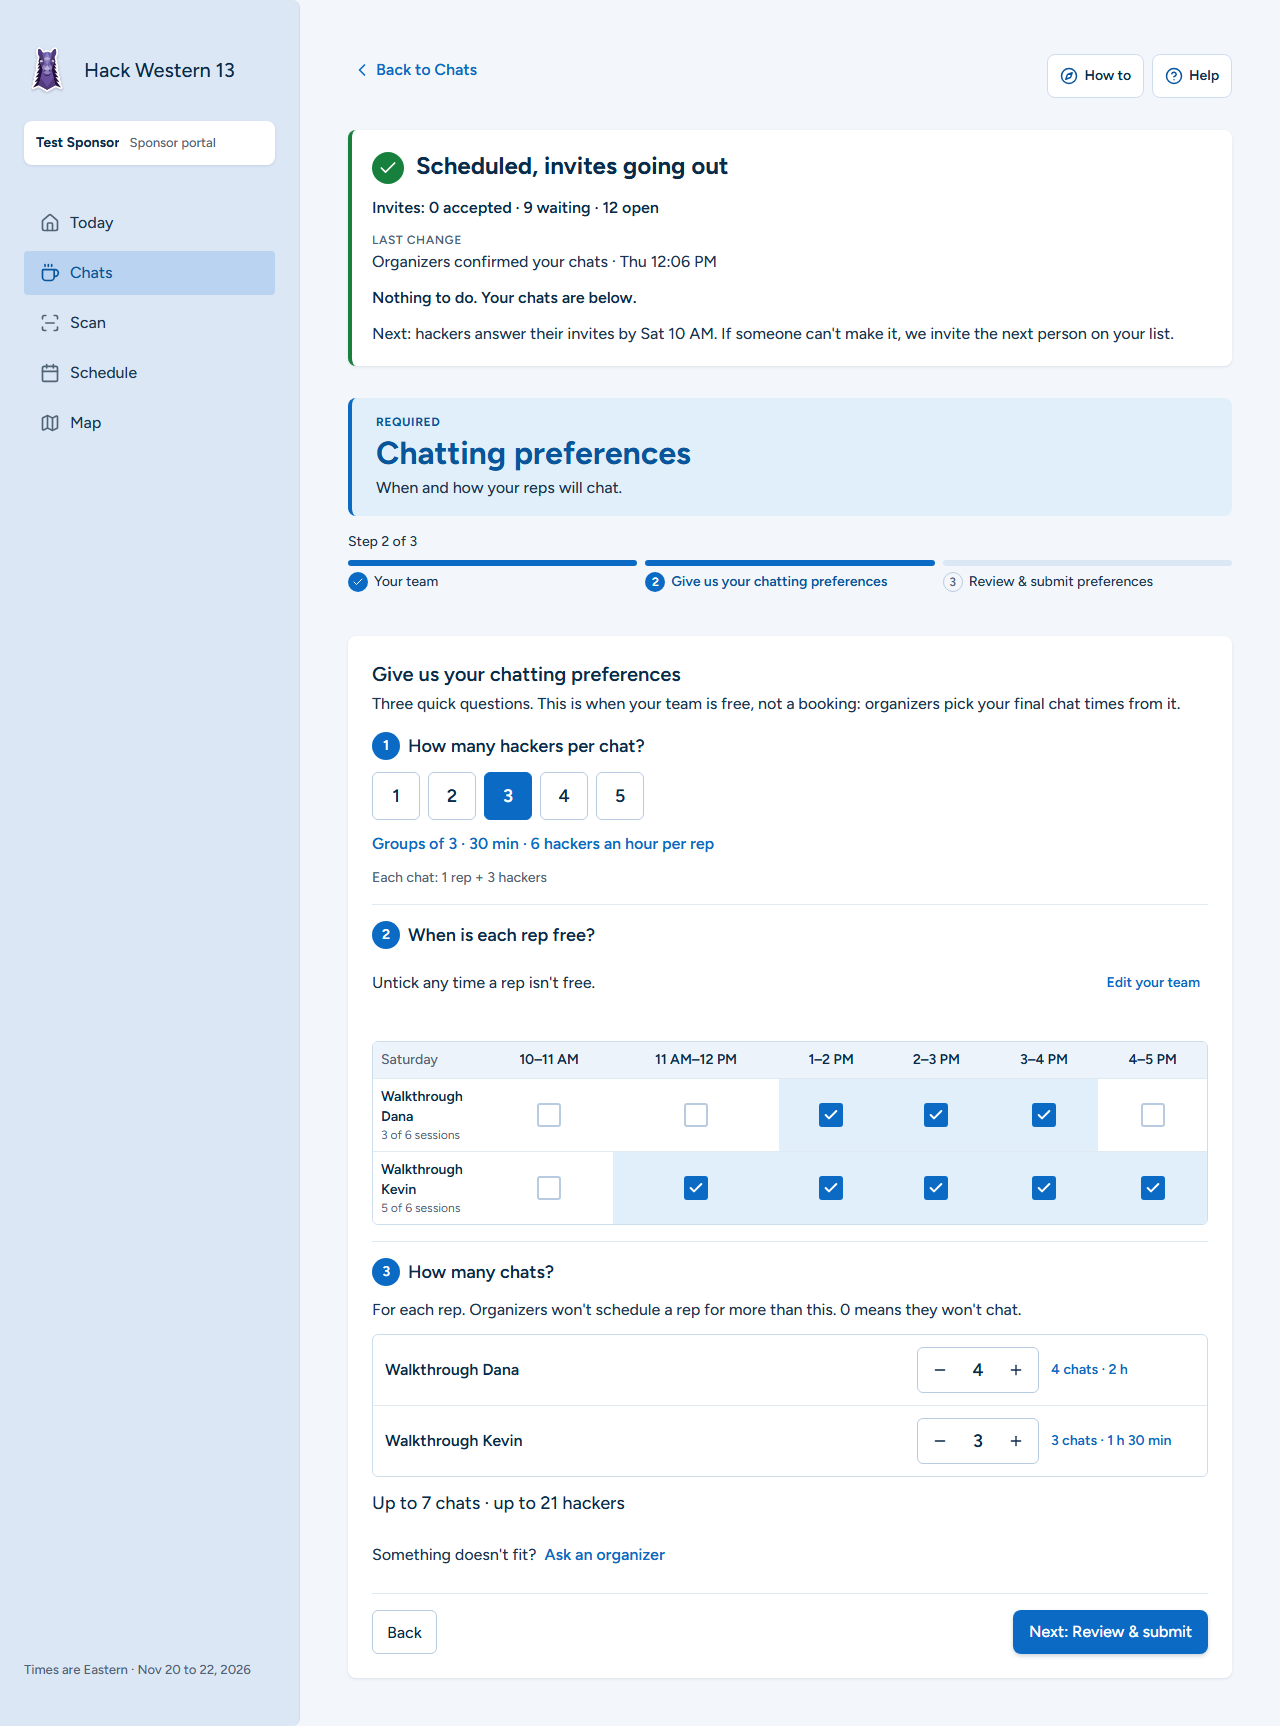 Hack Western 13
Test Sponsor Sponsor portal
Today
Chats
Scan
Schedule
Map
Times are Eastern · Nov 20 to 22, 2026
Back to Chats
How to
Help
Scheduled, invites going out
Invites: 0 accepted · 9 waiting · 12 open
LAST CHANGE
Organizers confirmed your chats · Thu 12:06 PM
Nothing to do. Your chats are below.
Next: hackers answer their invites by Sat 10 AM. If someone can't make it, we invite the next person on your list.
REQUIRED
Chatting preferences
When and how your reps will chat.
Step 2 of 3
Your team
2 Give us your chatting preferences
3 Review & submit preferences
Give us your chatting preferences
Three quick questions. This is when your team is free, not a booking: organizers pick your final chat times from it.
1 How many hackers per chat?
1 2 3 4 5
Groups of 3 · 30 min · 6 hackers an hour per rep
Each chat: 1 rep + 3 hackers
2 When is each rep free?
Untick any time a rep isn't free.
Edit your team
Saturday 10–11 AM 11 AM–12 PM 1–2 PM 2–3 PM 3–4 PM 4–5 PM
Walkthrough
Dana
3 of 6 sessions
Walkthrough
Kevin
5 of 6 sessions
3 How many chats?
For each rep. Organizers won't schedule a rep for more than this. 0 means they won't chat.
Walkthrough Dana − 4 + 4 chats · 2 h
Walkthrough Kevin − 3 + 3 chats · 1 h 30 min
Up to 7 chats · up to 21 hackers
Something doesn't fit? Ask an organizer
Back
Next: Review & submit